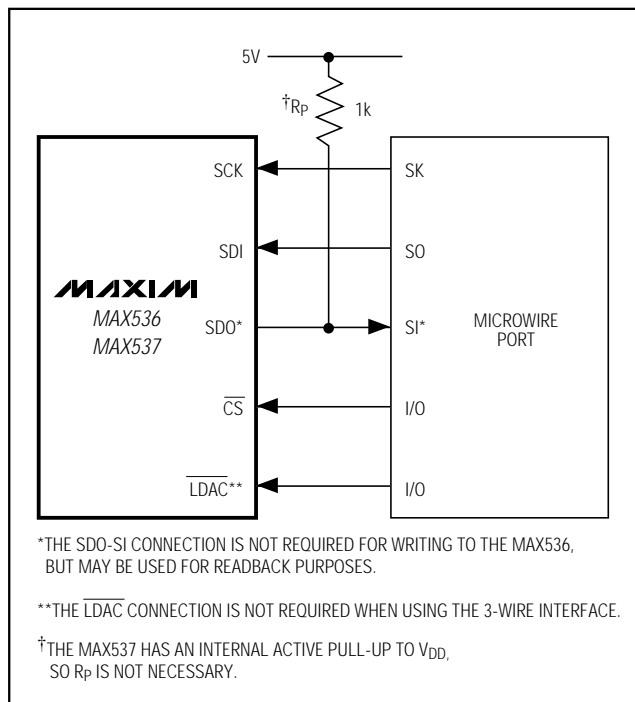 5V
†RP 1k
SCK SK
SDI SO
MAXIM
MAX536
MAX537
SDO* SI*
MICROWIRE
PORT
CS I/O
LDAC** I/O
*THE SDO-SI CONNECTION IS NOT REQUIRED FOR WRITING TO THE MAX536,
BUT MAY BE USED FOR READBACK PURPOSES.
**THE LDAC CONNECTION IS NOT REQUIRED WHEN USING THE 3-WIRE INTERFACE.
†THE MAX537 HAS AN INTERNAL ACTIVE PULL-UP TO VDD,
SO RP IS NOT NECESSARY.